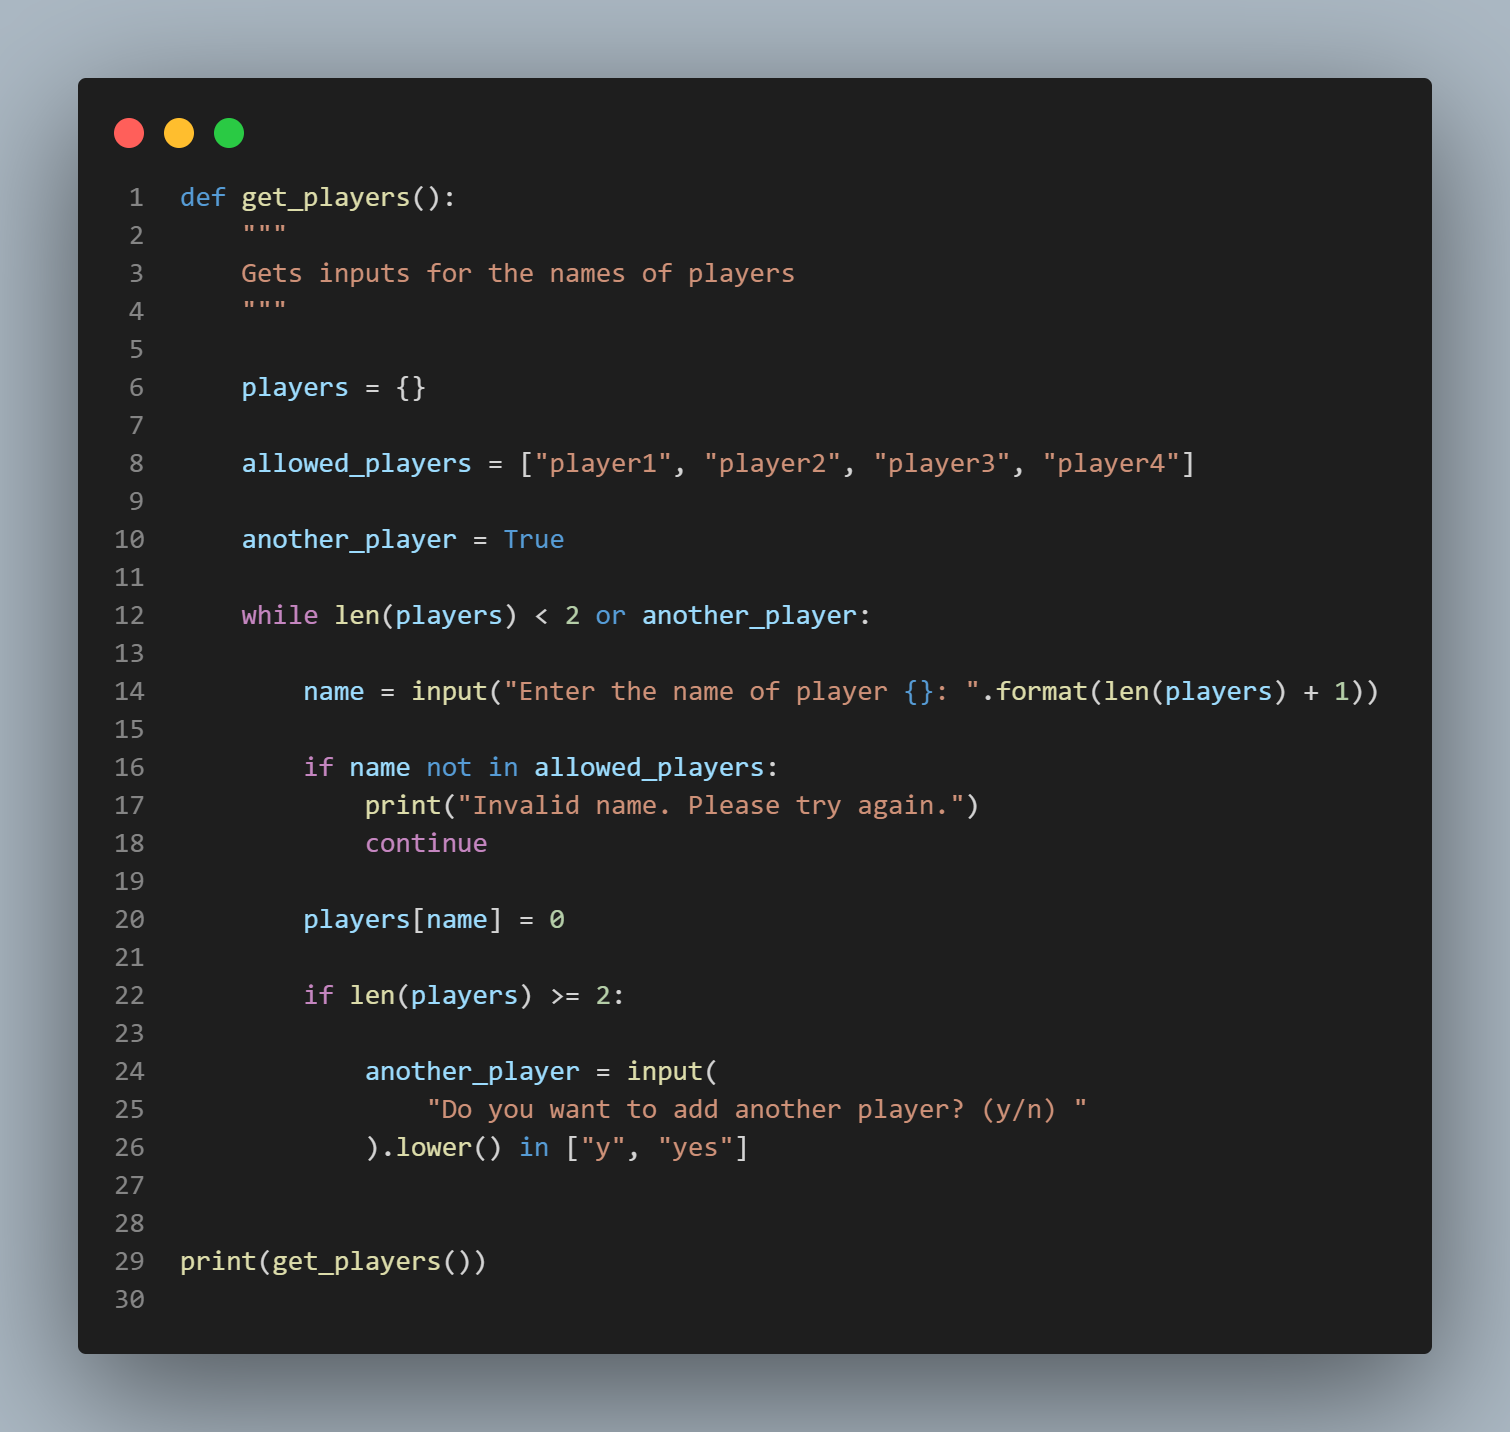 1 def get_players():
2     """
3     Gets inputs for the names of players
4     """
5
6     players = {}
7
8     allowed_players = ["player1", "player2", "player3", "player4"]
9
10     another_player = True
11
12     while len(players) < 2 or another_player:
13
14         name = input("Enter the name of player {}: ".format(len(players) + 1))
15
16         if name not in allowed_players:
17             print("Invalid name. Please try again.")
18             continue
19
20         players[name] = 0
21
22         if len(players) >= 2:
23
24             another_player = input(
25                 "Do you want to add another player? (y/n) "
26             ).lower() in ["y", "yes"]
27
28
29 print(get_players())
30